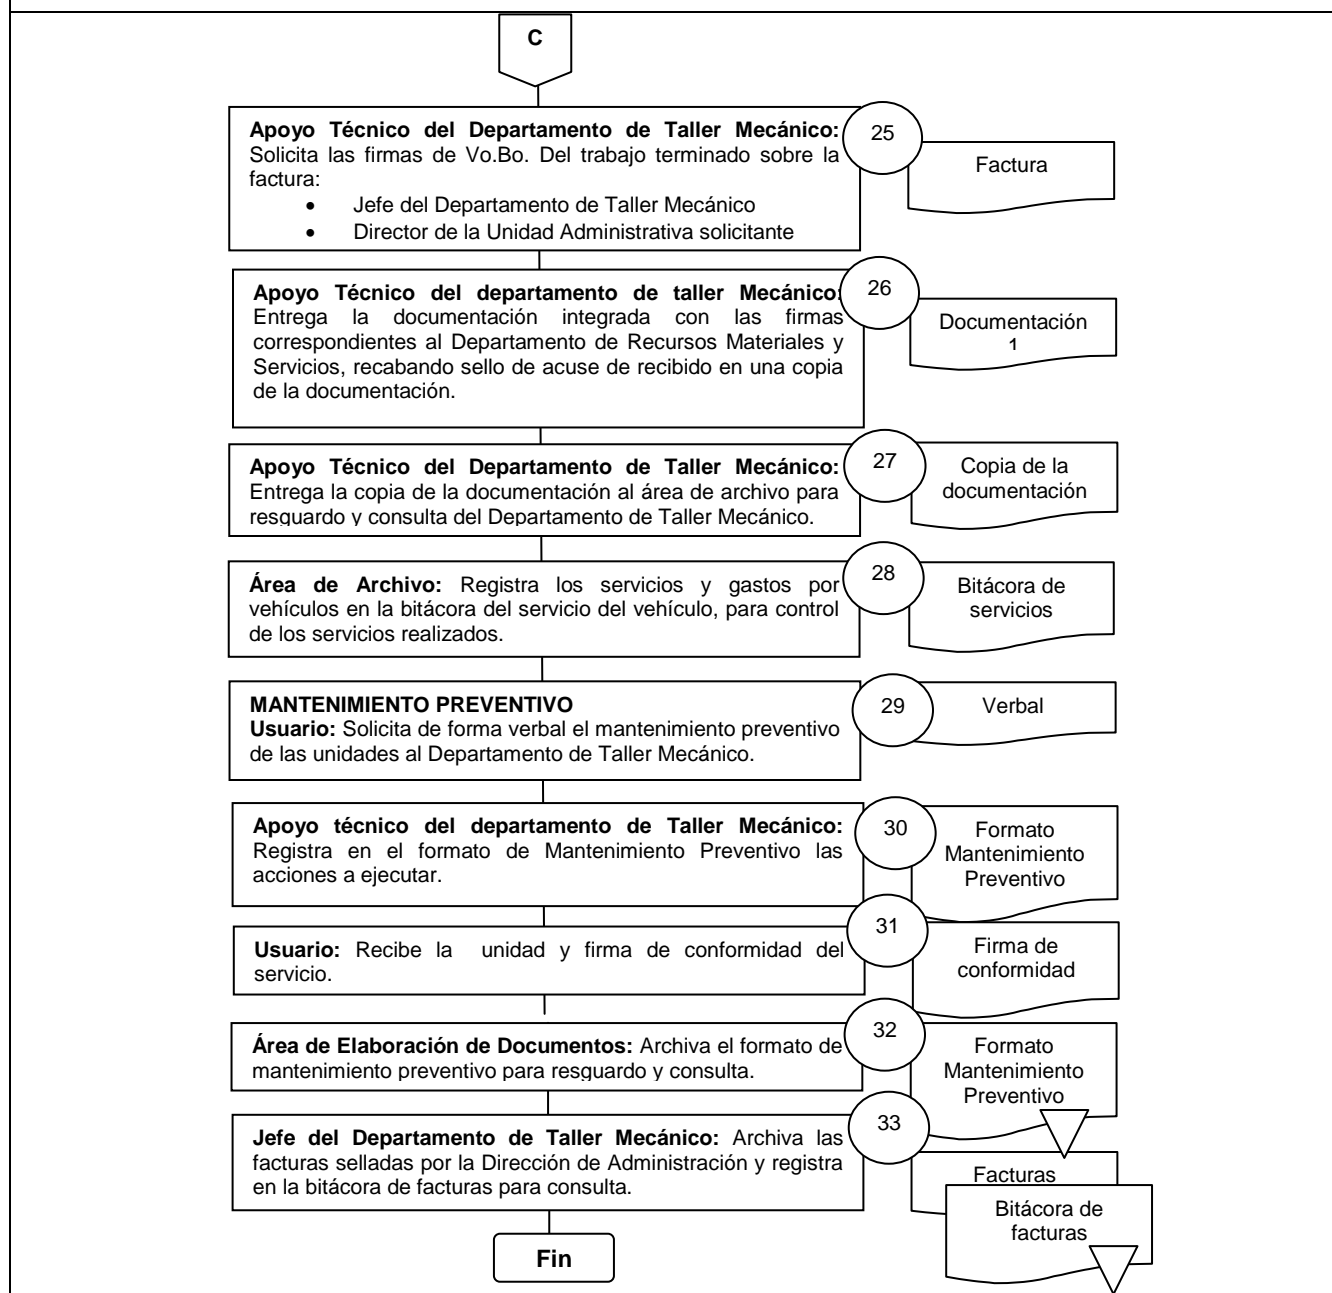 C
Apoyo Técnico del Departamento de Taller Mecánico:
Solicita las firmas de Vo.Bo. Del trabajo terminado sobre la
factura:
• Jefe del Departamento de Taller Mecánico
• Director de la Unidad Administrativa solicitante
25
Factura
Apoyo Técnico del departamento de taller Mecánico:
Entrega la documentación integrada con las firmas
correspondientes al Departamento de Recursos Materiales y
Servicios, recabando sello de acuse de recibido en una copia
de la documentación.
26
Documentación
1
Apoyo Técnico del Departamento de Taller Mecánico:
Entrega la copia de la documentación al área de archivo para
resguardo y consulta del Departamento de Taller Mecánico.
27
Copia de la
documentación
Área de Archivo: Registra los servicios y gastos por
vehículos en la bitácora del servicio del vehículo, para control
de los servicios realizados.
28
Bitácora de
servicios
MANTENIMIENTO PREVENTIVO
Usuario: Solicita de forma verbal el mantenimiento preventivo
de las unidades al Departamento de Taller Mecánico.
29
Verbal
Apoyo técnico del departamento de Taller Mecánico:
Registra en el formato de Mantenimiento Preventivo las
acciones a ejecutar.
30
Formato
Mantenimiento
Preventivo
Usuario: Recibe la unidad y firma de conformidad del
servicio.
31
Firma de
conformidad
Área de Elaboración de Documentos: Archiva el formato de
mantenimiento preventivo para resguardo y consulta.
32
Formato
Mantenimiento
Preventivo
Jefe del Departamento de Taller Mecánico: Archiva las
facturas selladas por la Dirección de Administración y registra
en la bitácora de facturas para consulta.
33
Facturas
Bitácora de
facturas
Fin